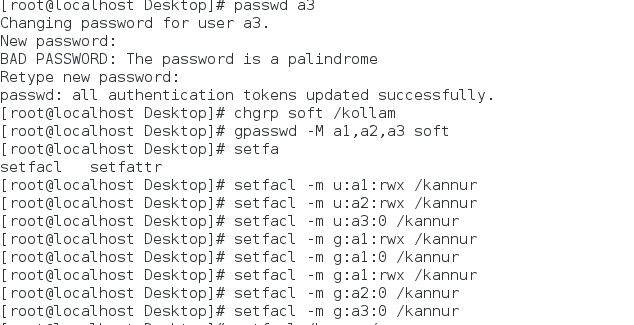 [root@localhost Desktop]# passwd a3
Changing password for user a3.
New password:
BAD PASSWORD: The password is a palindrome
Retype new password:
passwd: all authentication tokens updated successfully.
[root@localhost Desktop]# chgrp soft /kollam
[root@localhost Desktop]# gpasswd -M a1,a2,a3 soft
[root@localhost Desktop]# setfa
setfacl   setfattr
[root@localhost Desktop]# setfacl -m u:a1:rwx /kannur
[root@localhost Desktop]# setfacl -m u:a2:rwx /kannur
[root@localhost Desktop]# setfacl -m u:a3:0 /kannur
[root@localhost Desktop]# setfacl -m g:a1:rwx /kannur
[root@localhost Desktop]# setfacl -m g:a1:0 /kannur
[root@localhost Desktop]# setfacl -m g:a1:rwx /kannur
[root@localhost Desktop]# setfacl -m g:a2:0 /kannur
[root@localhost Desktop]# setfacl -m g:a3:0 /kannur